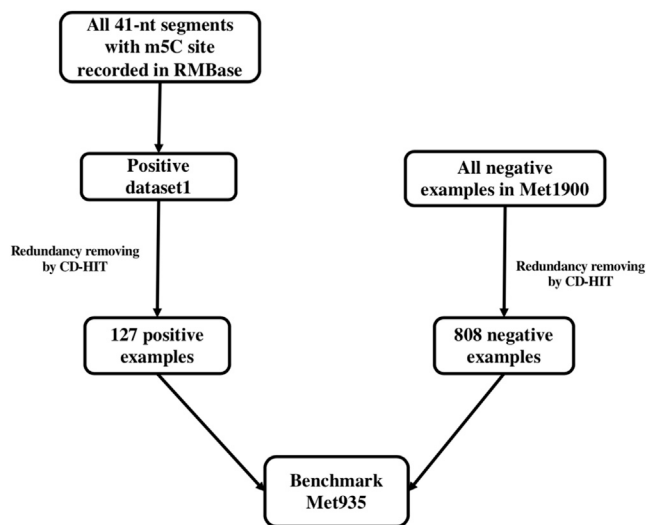 All 41-nt segments
with m5C site
recorded in RMBase
Positive
dataset1
All negative
examples in Met1900
Redundancy removing
by CD-HIT
Redundancy removing
by CD-HIT
127 positive
examples
808 negative
examples
Benchmark
Met935